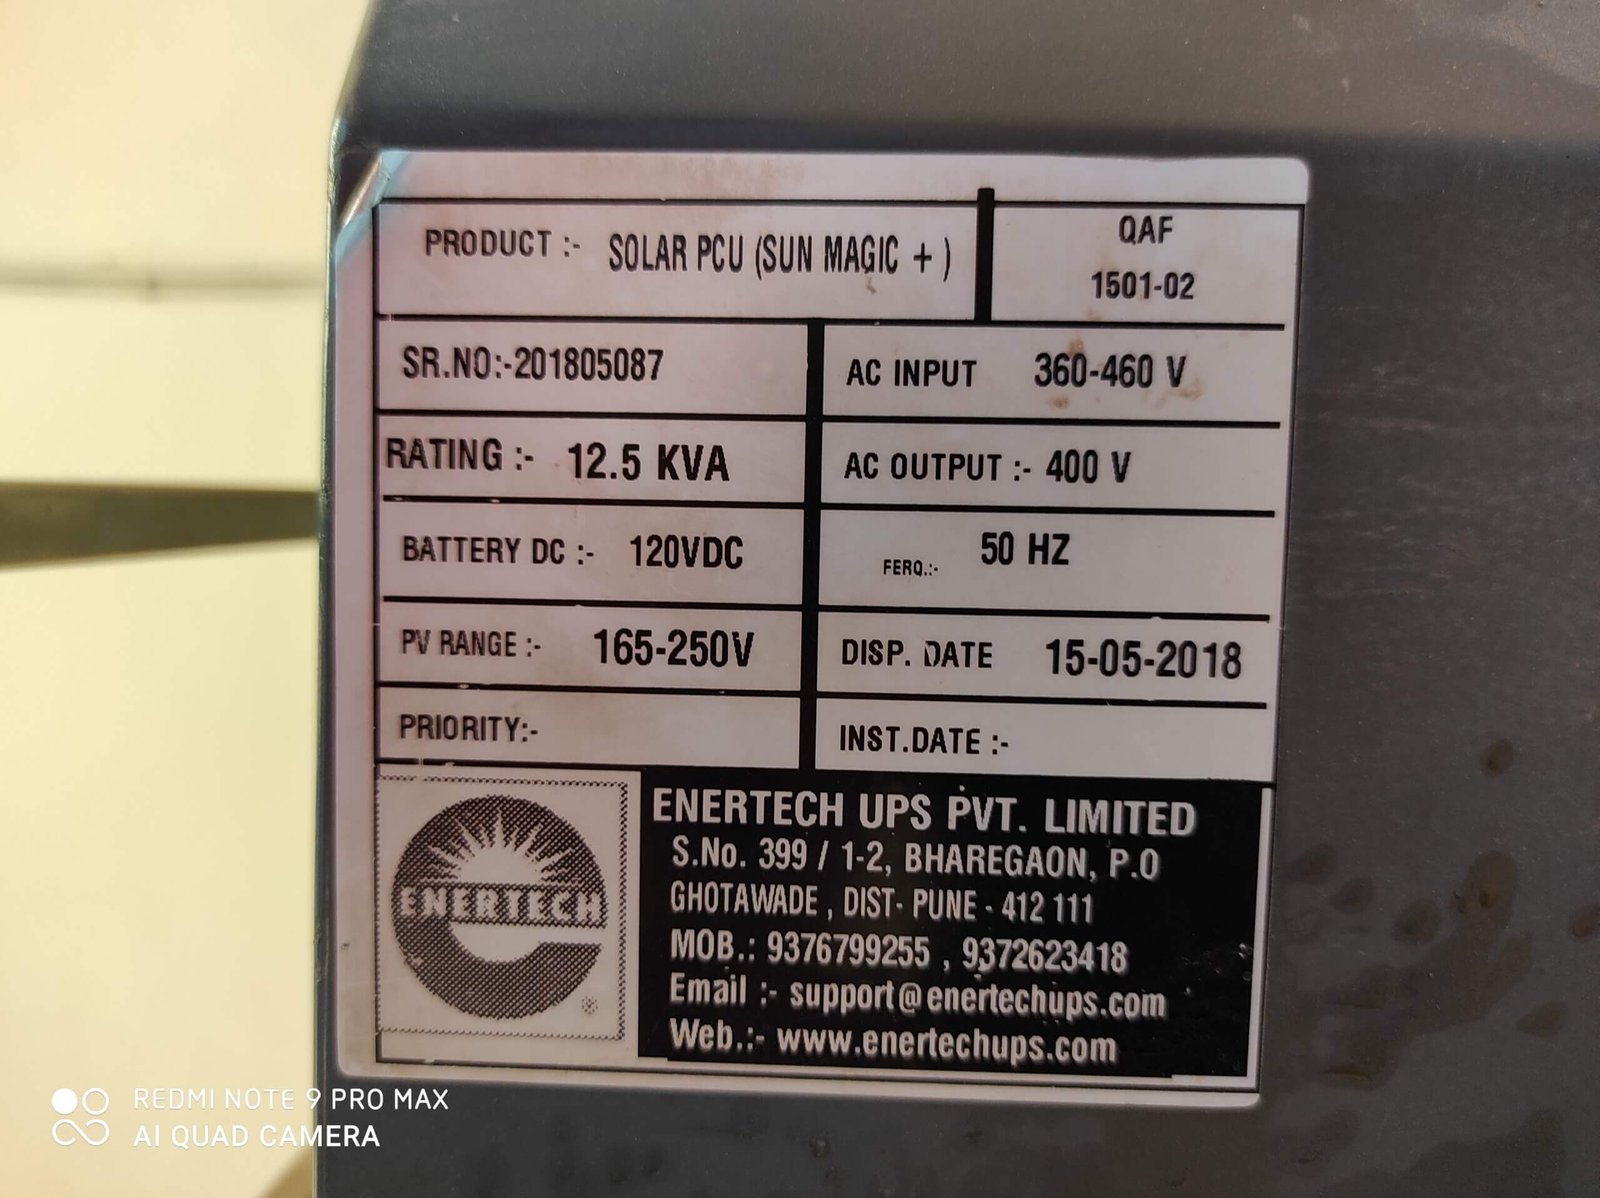 PRODUCT :- SOLAR PCU (SUN MAGIC + )
QAF
1501-02
SR.NO:-201805087
AC INPUT 360-460 V
RATING :- 12.5 KVA
AC OUTPUT :- 400 V
BATTERY DC :- 120VDC
FERQ.:- 50 HZ
PV RANGE :- 165-250V
DISP. DATE 15-05-2018
PRIORITY:-
INST.DATE :-
ENERTECH
®
ENERTECH UPS PVT. LIMITED
S.No. 399 / 1-2, BHAREGAON, P.O
GHOTAWADE , DIST- PUNE - 412 111
MOB.: 9376799255 , 9372623418
Email :- support@enertechups.com
Web.:- www.enertechups.com
REDMI NOTE 9 PRO MAX
AI QUAD CAMERA